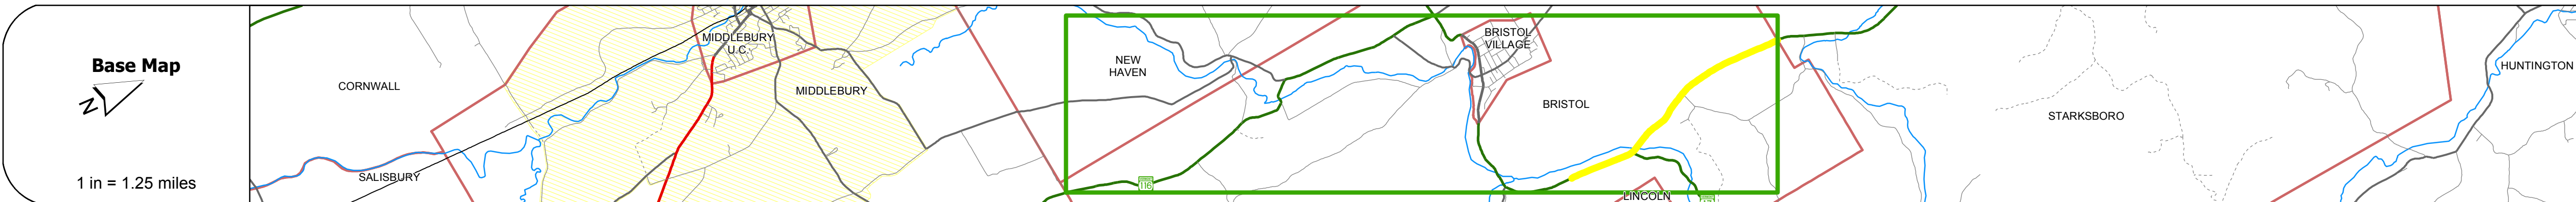 Base Map
N
1 in = 1.25 miles
CORNWALL
SALISBURY
MIDDLEBURY
U.C.
MIDDLEBURY
NEW
HAVEN
116
BRISTOL
VILLAGE
BRISTOL
LINCOLN
STARKSBORO
HUNTINGTON